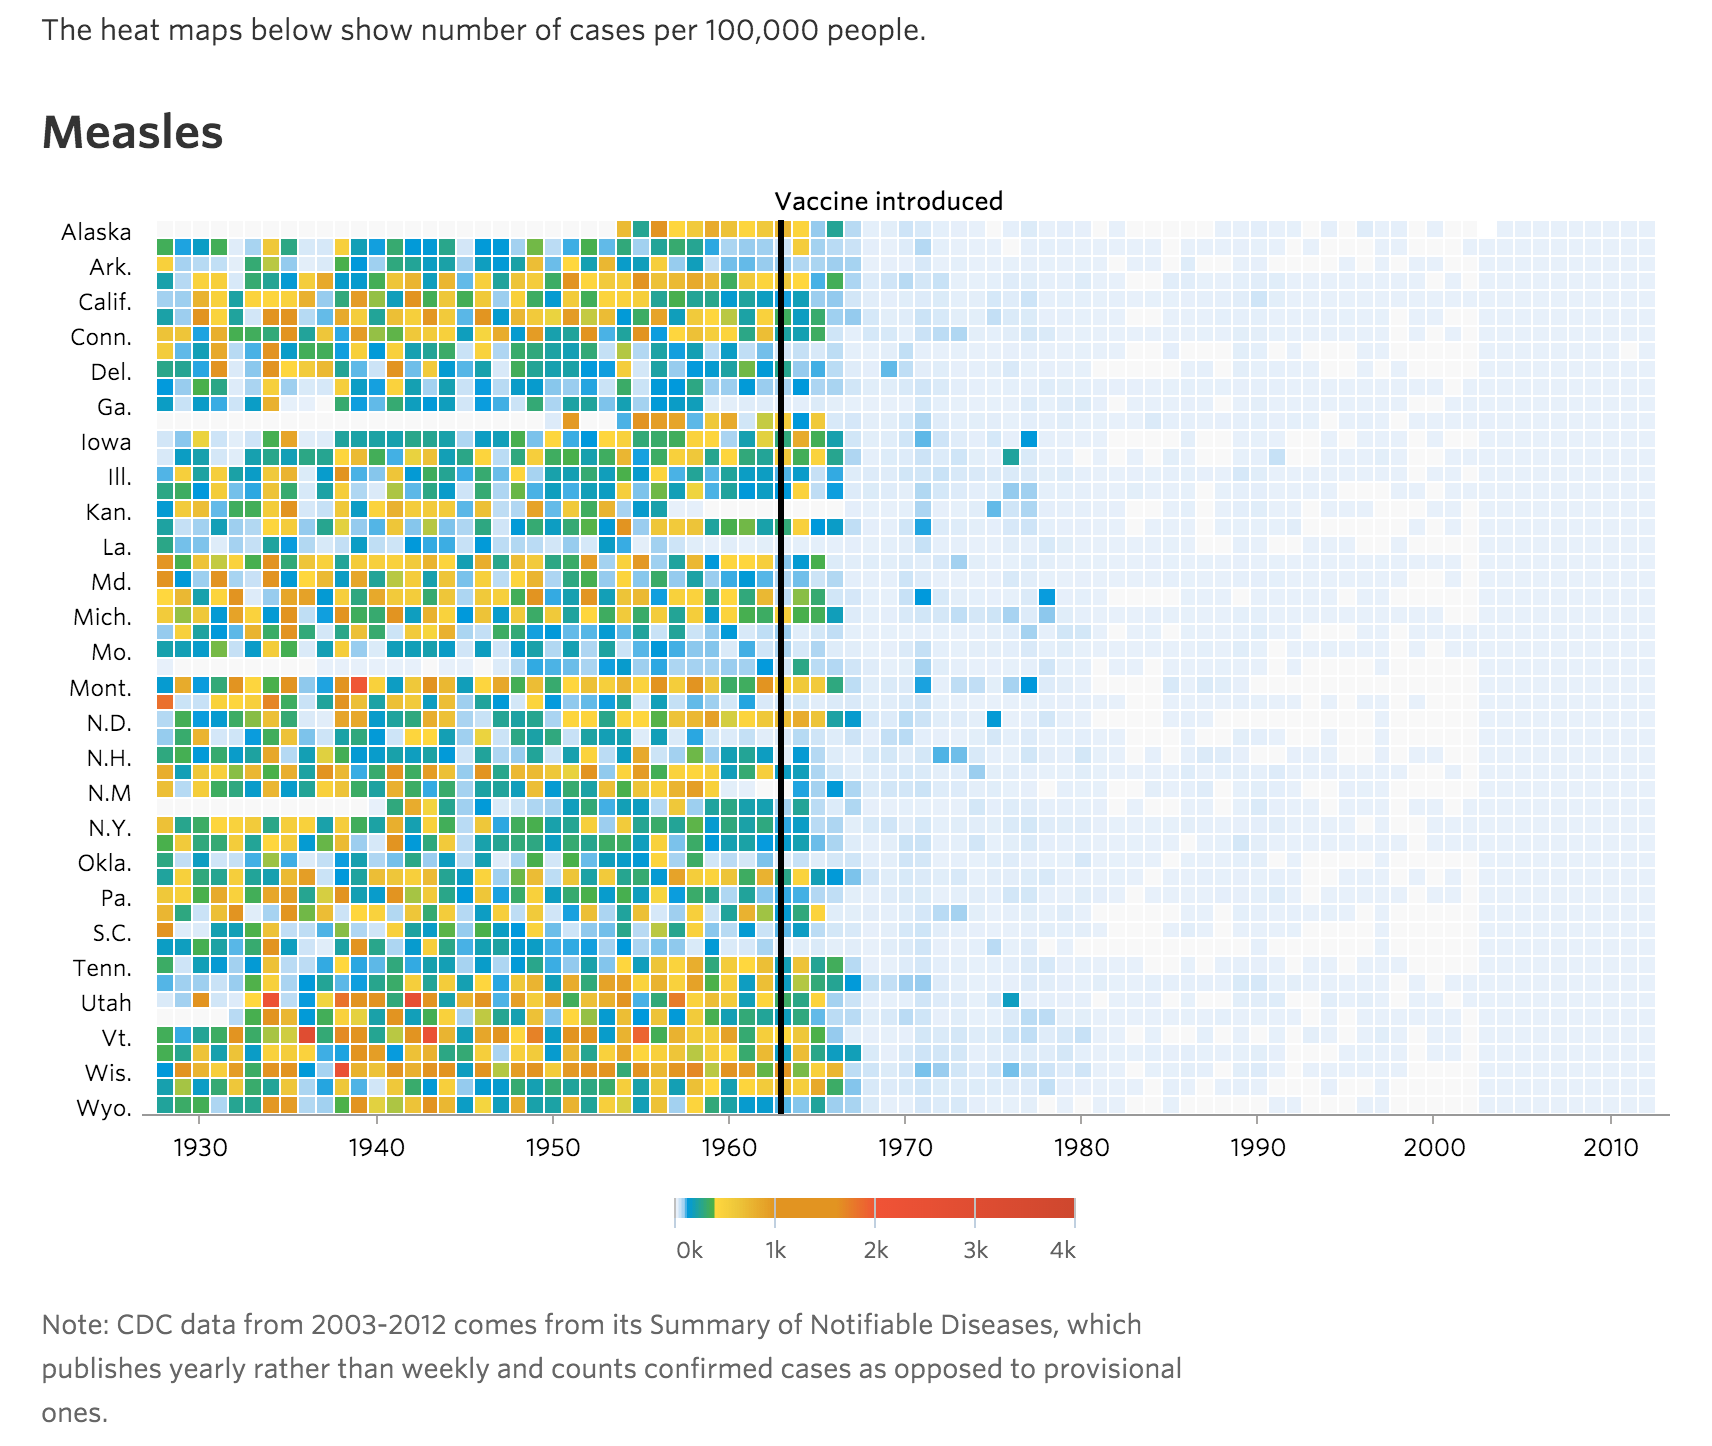 The heat maps below show number of cases per 100,000 people.
Measles
Vaccine introduced
Alaska
Ark.
Calif.
Conn.
Del.
Ga.
Iowa
Ill.
Kan.
La.
Md.
Mich.
Mo.
Mont.
N.D.
N.H.
N.M
N.Y.
Okla.
Pa.
S.C.
Tenn.
Utah
Vt.
Wis.
Wyo.
1930 1940 1950 1960 1970 1980 1990 2000 2010
0k 1k 2k 3k 4k
Note: CDC data from 2003-2012 comes from its Summary of Notifiable Diseases, which
publishes yearly rather than weekly and counts confirmed cases as opposed to provisional
ones.